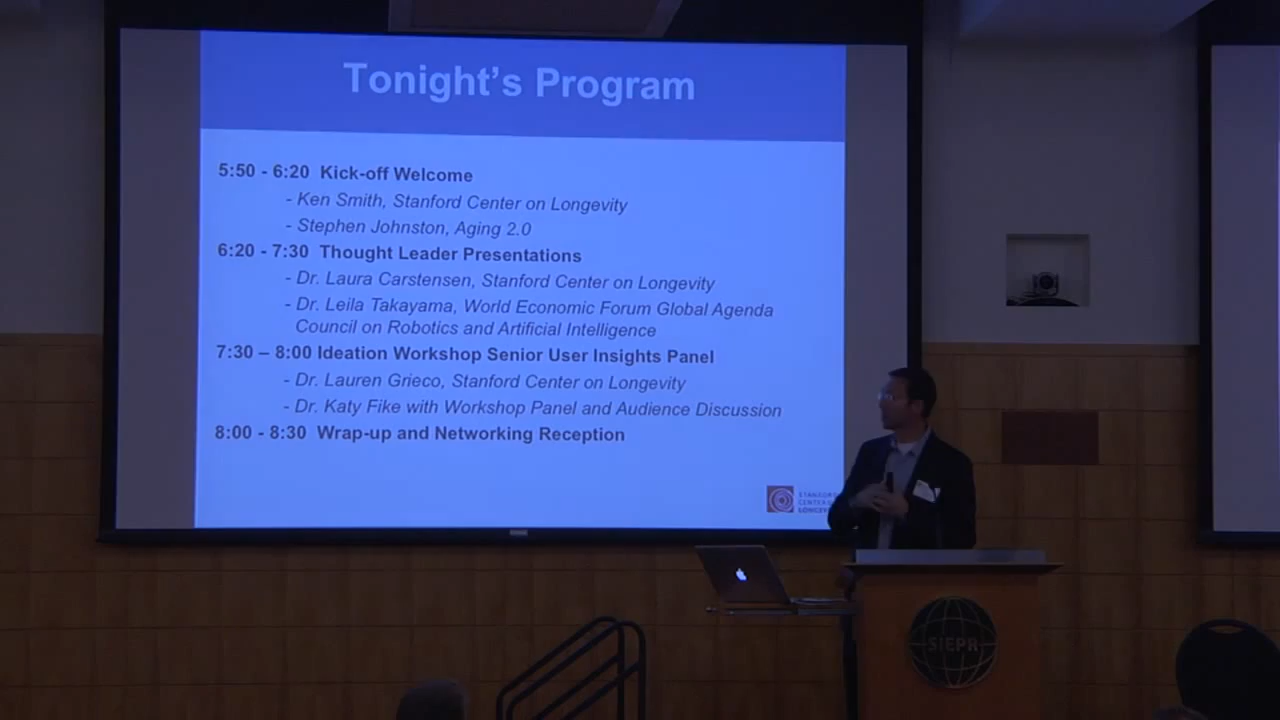 Tonight's Program
5:50 - 6:20 Kick-off Welcome
- Ken Smith, Stanford Center on Longevity
- Stephen Johnston, Aging 2.0
6:20 - 7:30 Thought Leader Presentations
- Dr. Laura Carstensen, Stanford Center on Longevity
- Dr. Leila Takayama, World Economic Forum Global Agenda
Council on Robotics and Artificial Intelligence
7:30 – 8:00 Ideation Workshop Senior User Insights Panel
- Dr. Lauren Grieco, Stanford Center on Longevity
- Dr. Katy Fike with Workshop Panel and Audience Discussion
8:00 - 8:30 Wrap-up and Networking Reception
SIEPR